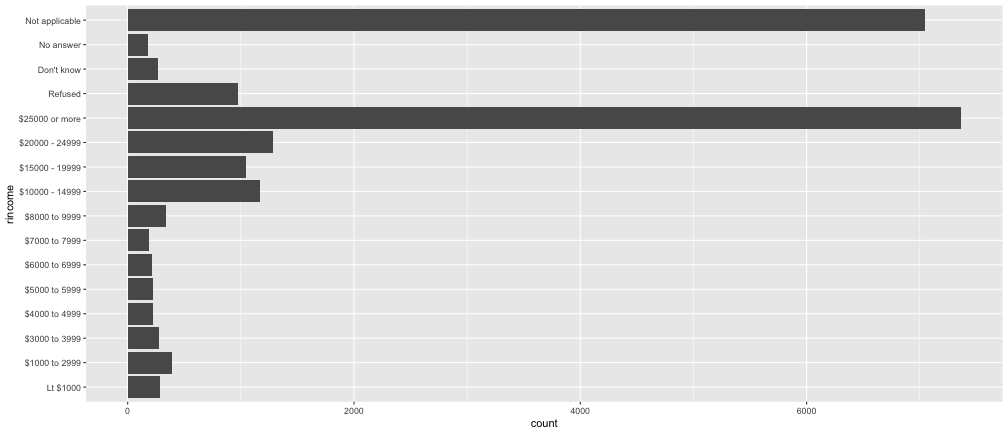 Not applicable
No answer
Don't know
Refused
$25000 or more
$20000 - 24999
$15000 - 19999
$10000 - 14999
$8000 to 9999
$7000 to 7999
$6000 to 6999
$5000 to 5999
$4000 to 4999
$3000 to 3999
$1000 to 2999
Lt $1000
rincome
0 2000 4000 6000
count